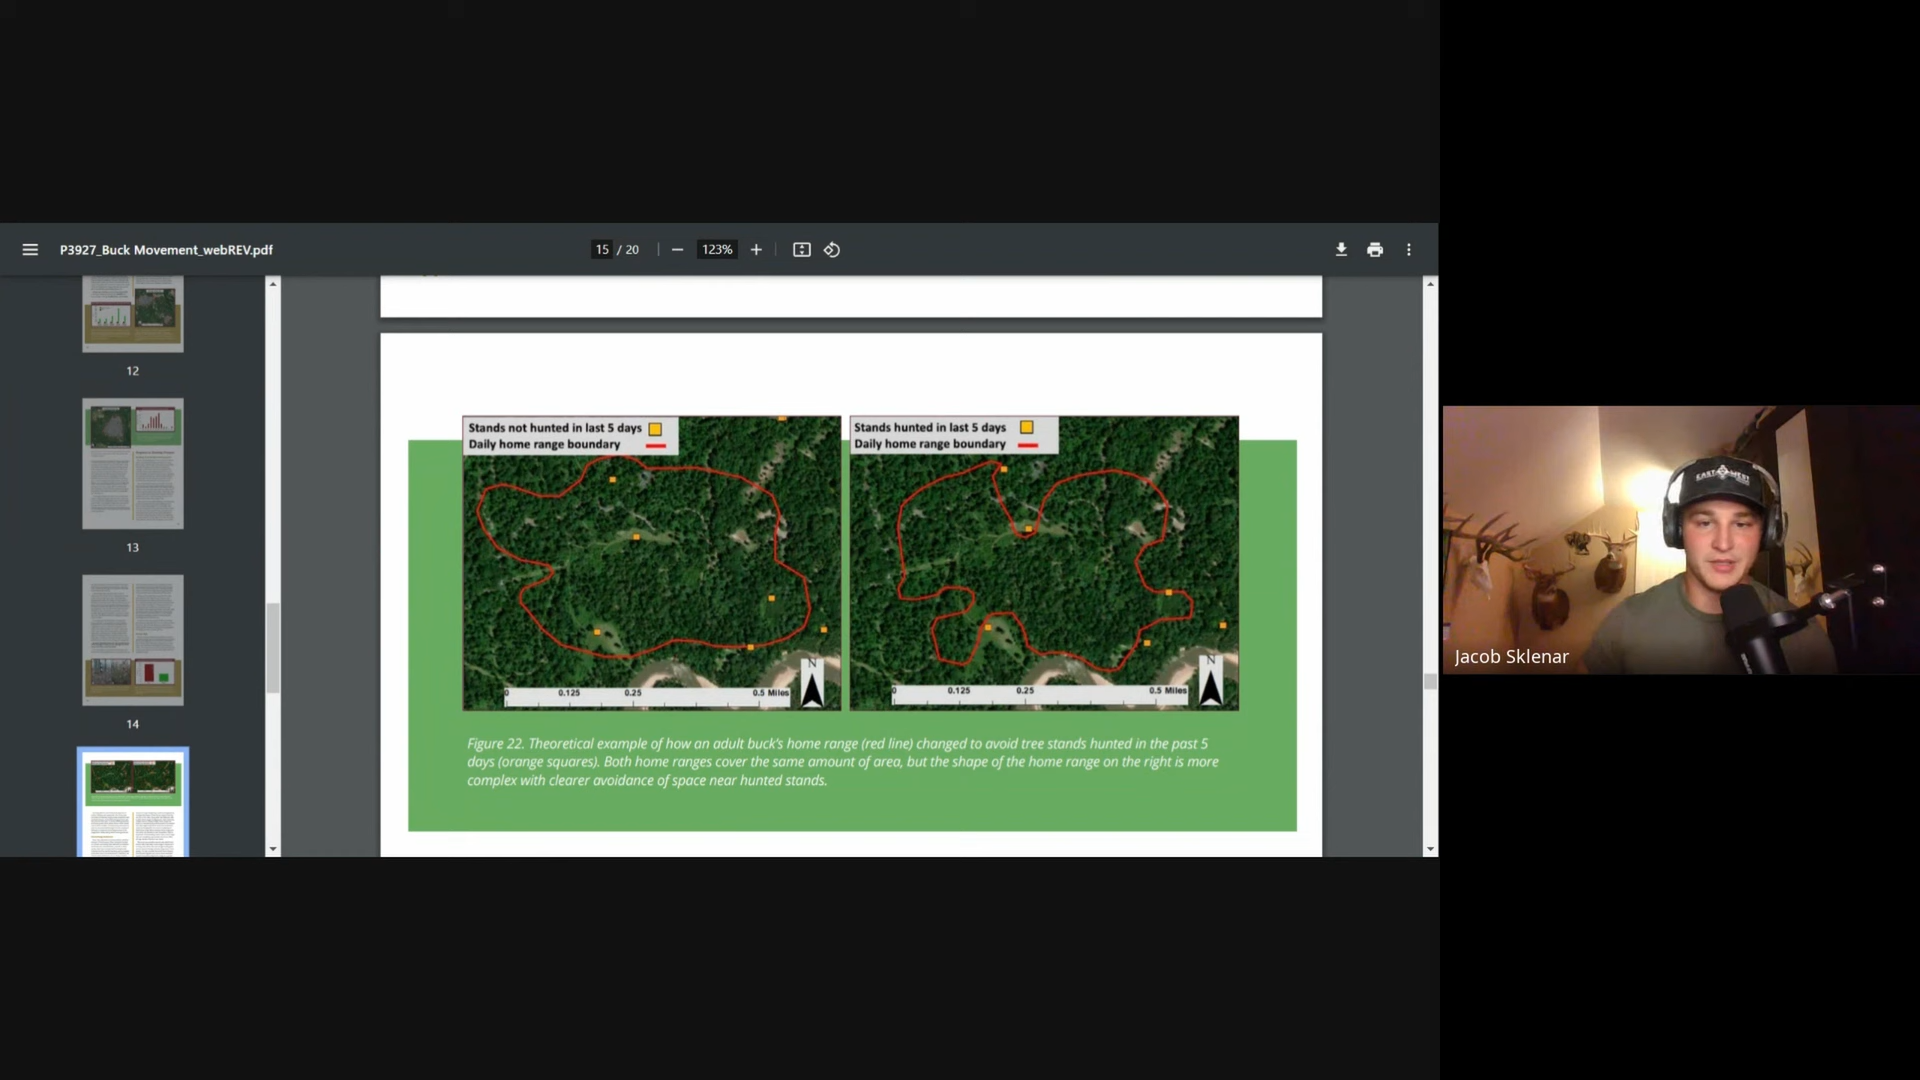 P3927_Buck Movement_webREV.pdf
15 / 20
123%
12
13
14
Stands not hunted in last 5 days
Daily home range boundary
N
0 0.125 0.25 0.5 Miles
Stands hunted in last 5 days
Daily home range boundary
N
0 0.125 0.25 0.5 Miles
Figure 22. Theoretical example of how an adult buck's home range (red line) changed to avoid tree stands hunted in the past 5
days (orange squares). Both home ranges cover the same amount of area, but the shape of the home range on the right is more
complex with clearer avoidance of space near hunted stands.
EAST WEST
Jacob Sklenar